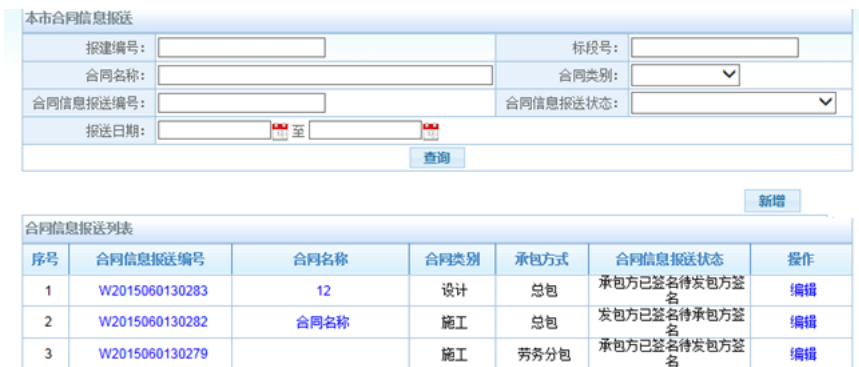 本市合同信息报送
报建编号： 标段号：
合同名称： 合同类别：
合同信息报送编号： 合同信息报送状态：
报送日期： 至
查询
新增
合同信息报送列表
序号 合同信息报送编号 合同名称 合同类别 承包方式 合同信息报送状态 操作
1 W2015060130283 12 设计 总包 承包方已签名待发包方签名 编辑
2 W2015060130282 合同名称 施工 总包 发包方已签名待承包方签名 编辑
3 W2015060130279 施工 劳务分包 承包方已签名待发包方签名 编辑